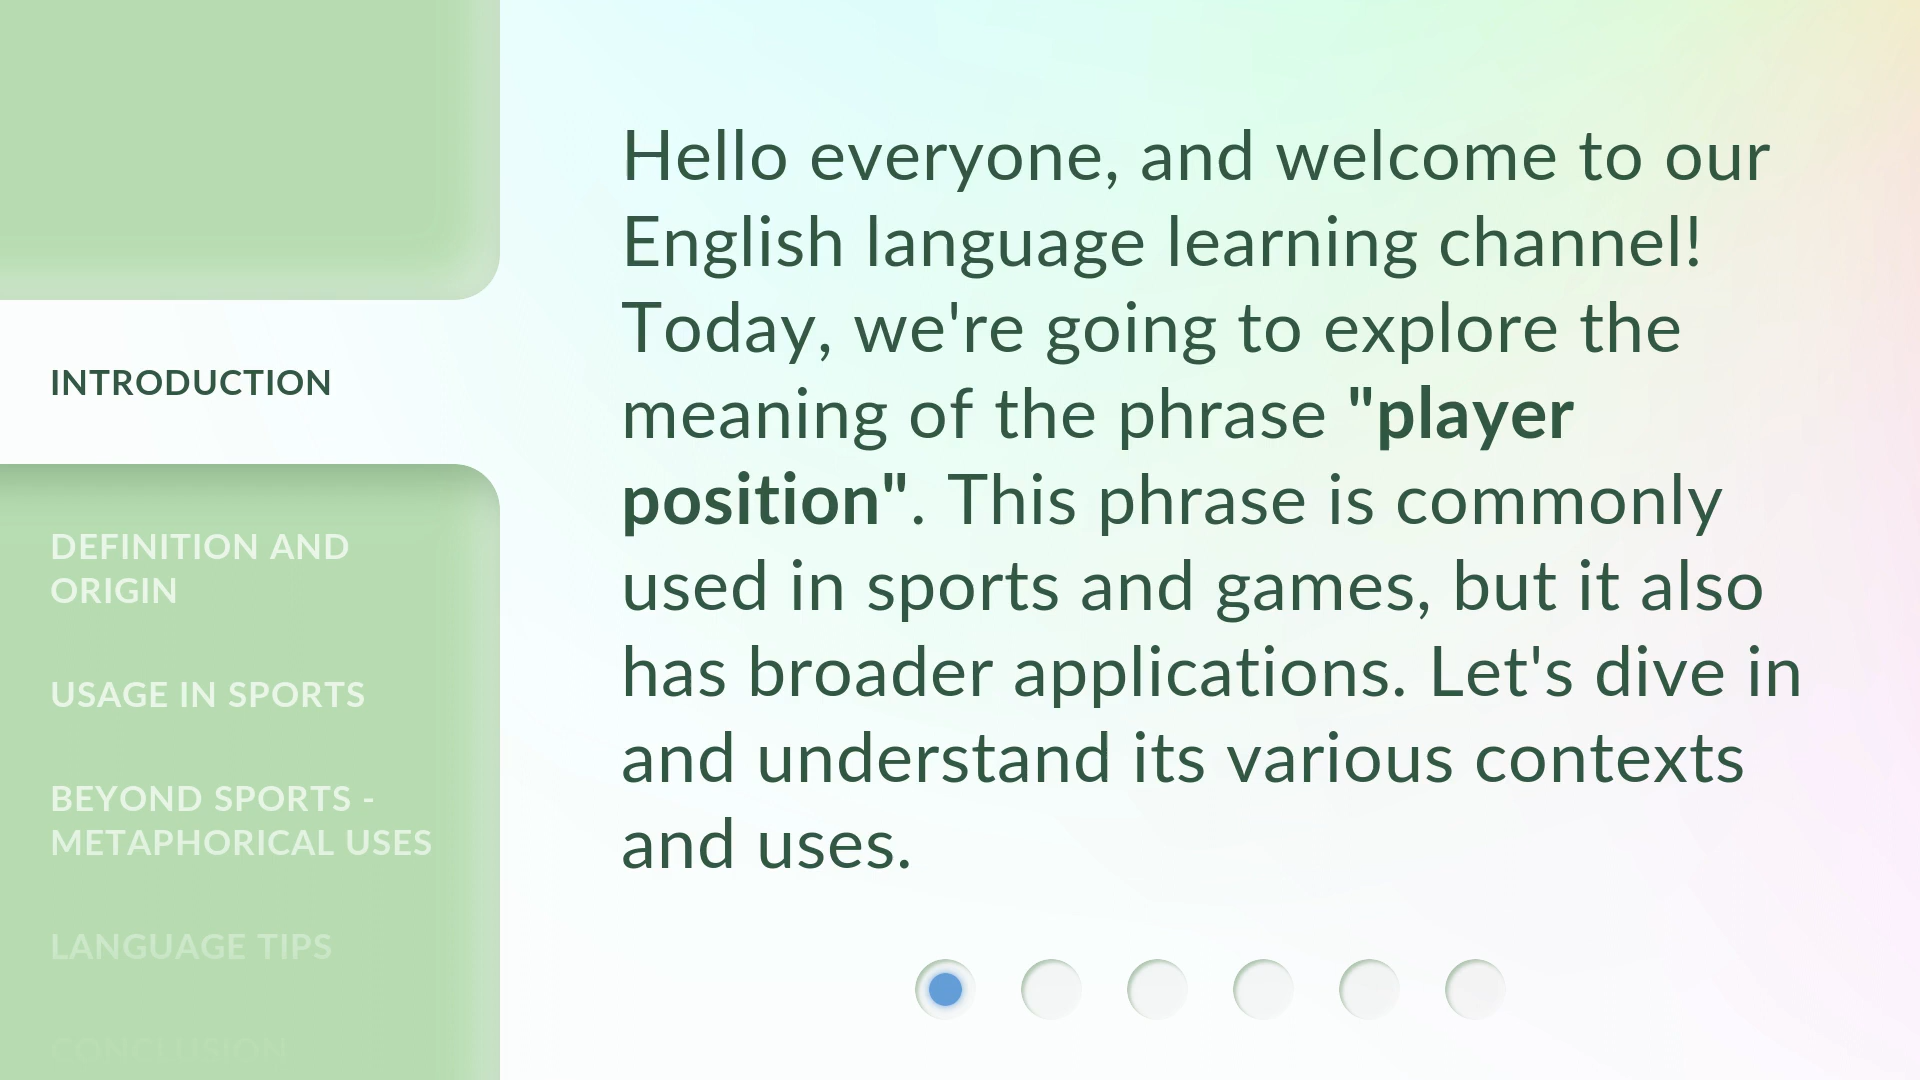 INTRODUCTION
DEFINITION AND
ORIGIN
USAGE IN SPORTS
BEYOND SPORTS -
METAPHORICAL USES
LANGUAGE TIPS
CONCLUSION
Hello everyone, and welcome to our
English language learning channel!
Today, we're going to explore the
meaning of the phrase "player
position". This phrase is commonly
used in sports and games, but it also
has broader applications. Let's dive in
and understand its various contexts
and uses.